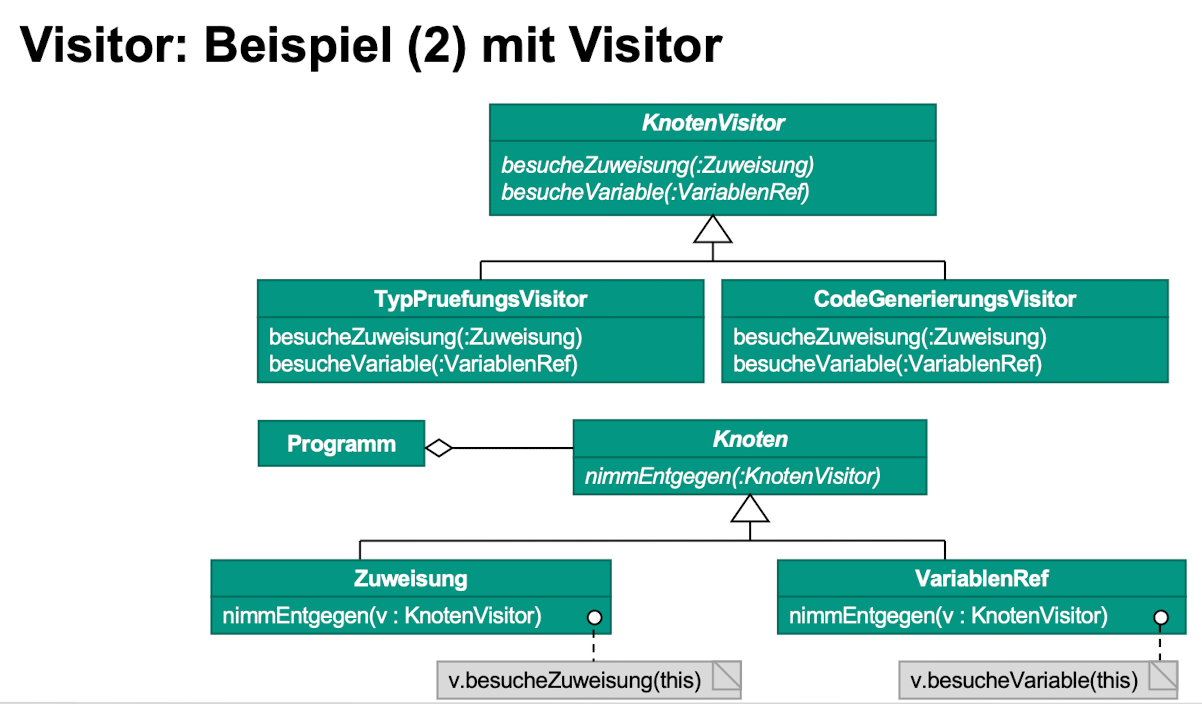 Visitor: Beispiel (2) mit Visitor
KnotenVisitor
besucheZuweisung(:Zuweisung)
besucheVariable(:VariablenRef)
TypPruefungsVisitor
besucheZuweisung(:Zuweisung)
besucheVariable(:VariablenRef)
CodeGenerierungsVisitor
besucheZuweisung(:Zuweisung)
besucheVariable(:VariablenRef)
Programm
Knoten
nimmEntgegen(:KnotenVisitor)
Zuweisung
nimmEntgegen(v : KnotenVisitor)
v.besucheZuweisung(this)
VariablenRef
nimmEntgegen(v : KnotenVisitor)
v.besucheVariable(this)